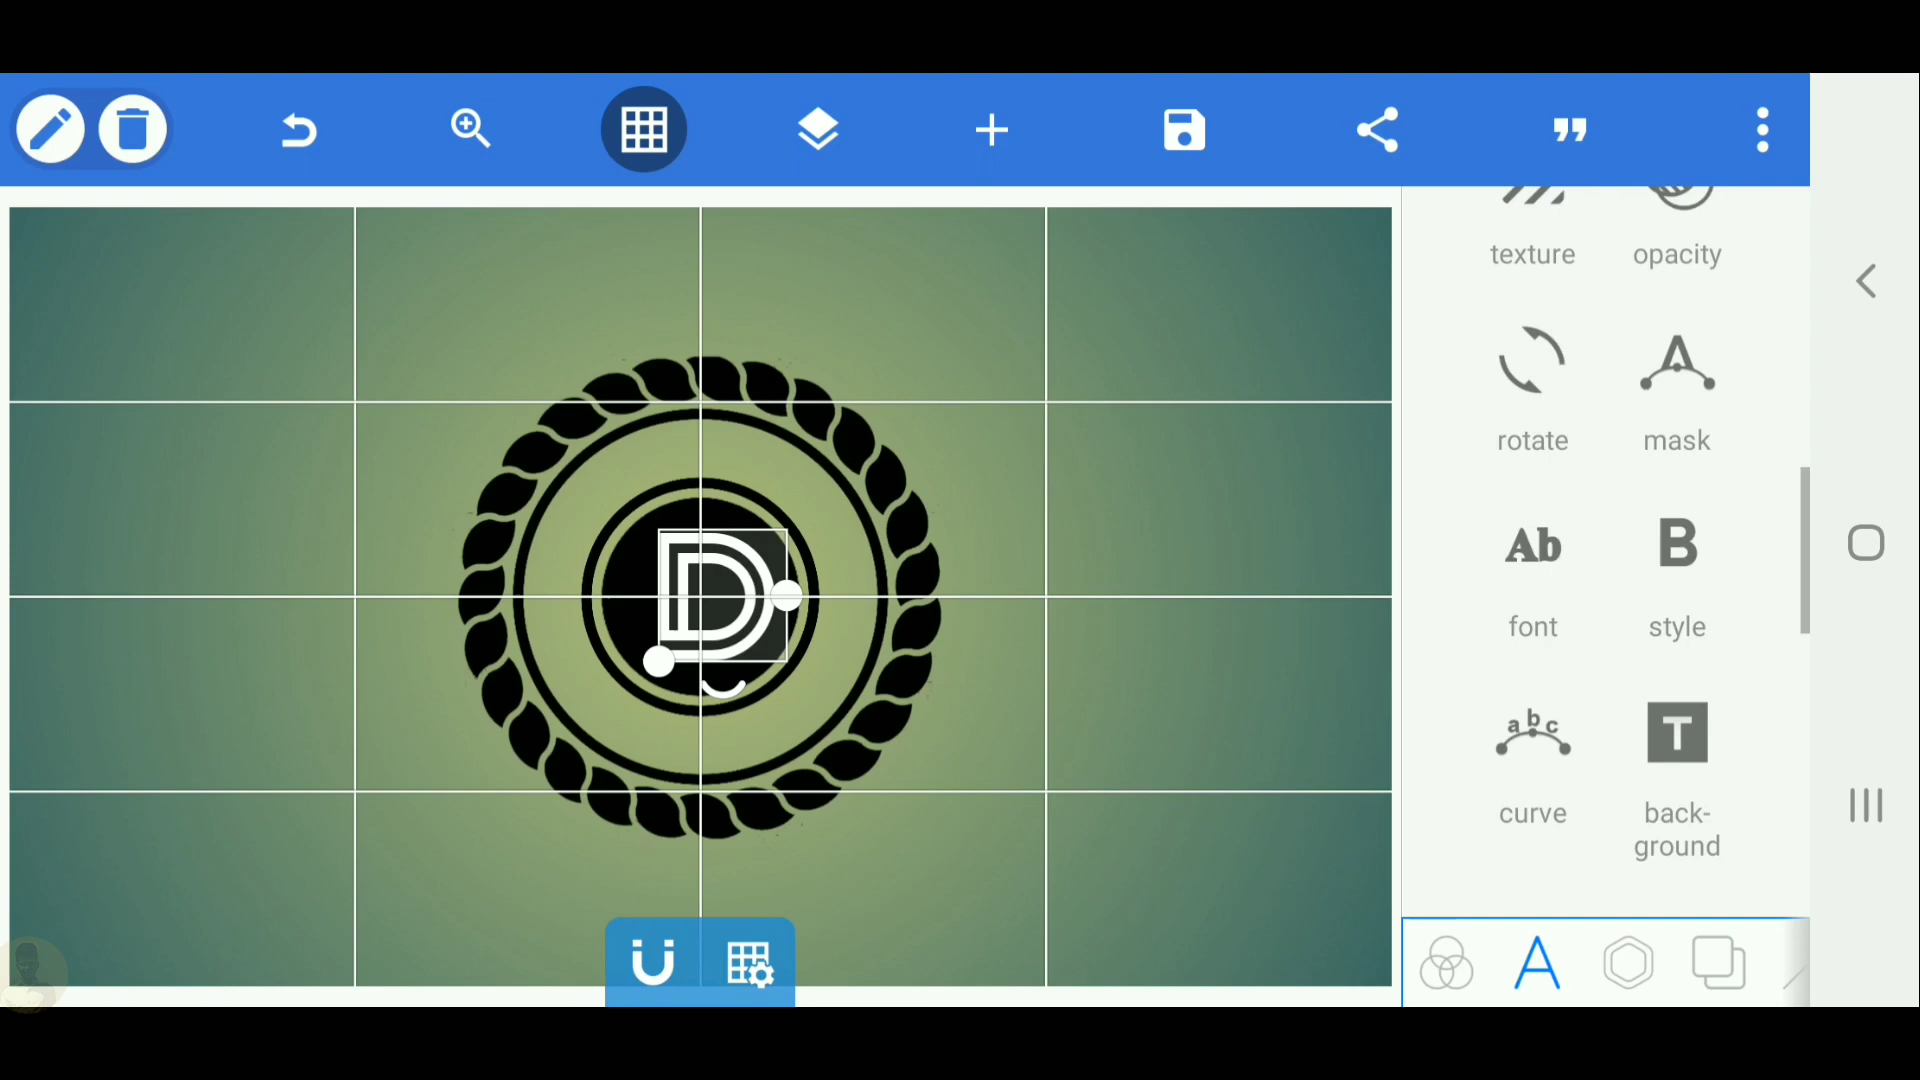 texture opacity
rotate mask
Ab B
font style
abc T
curve back-
ground
D
A